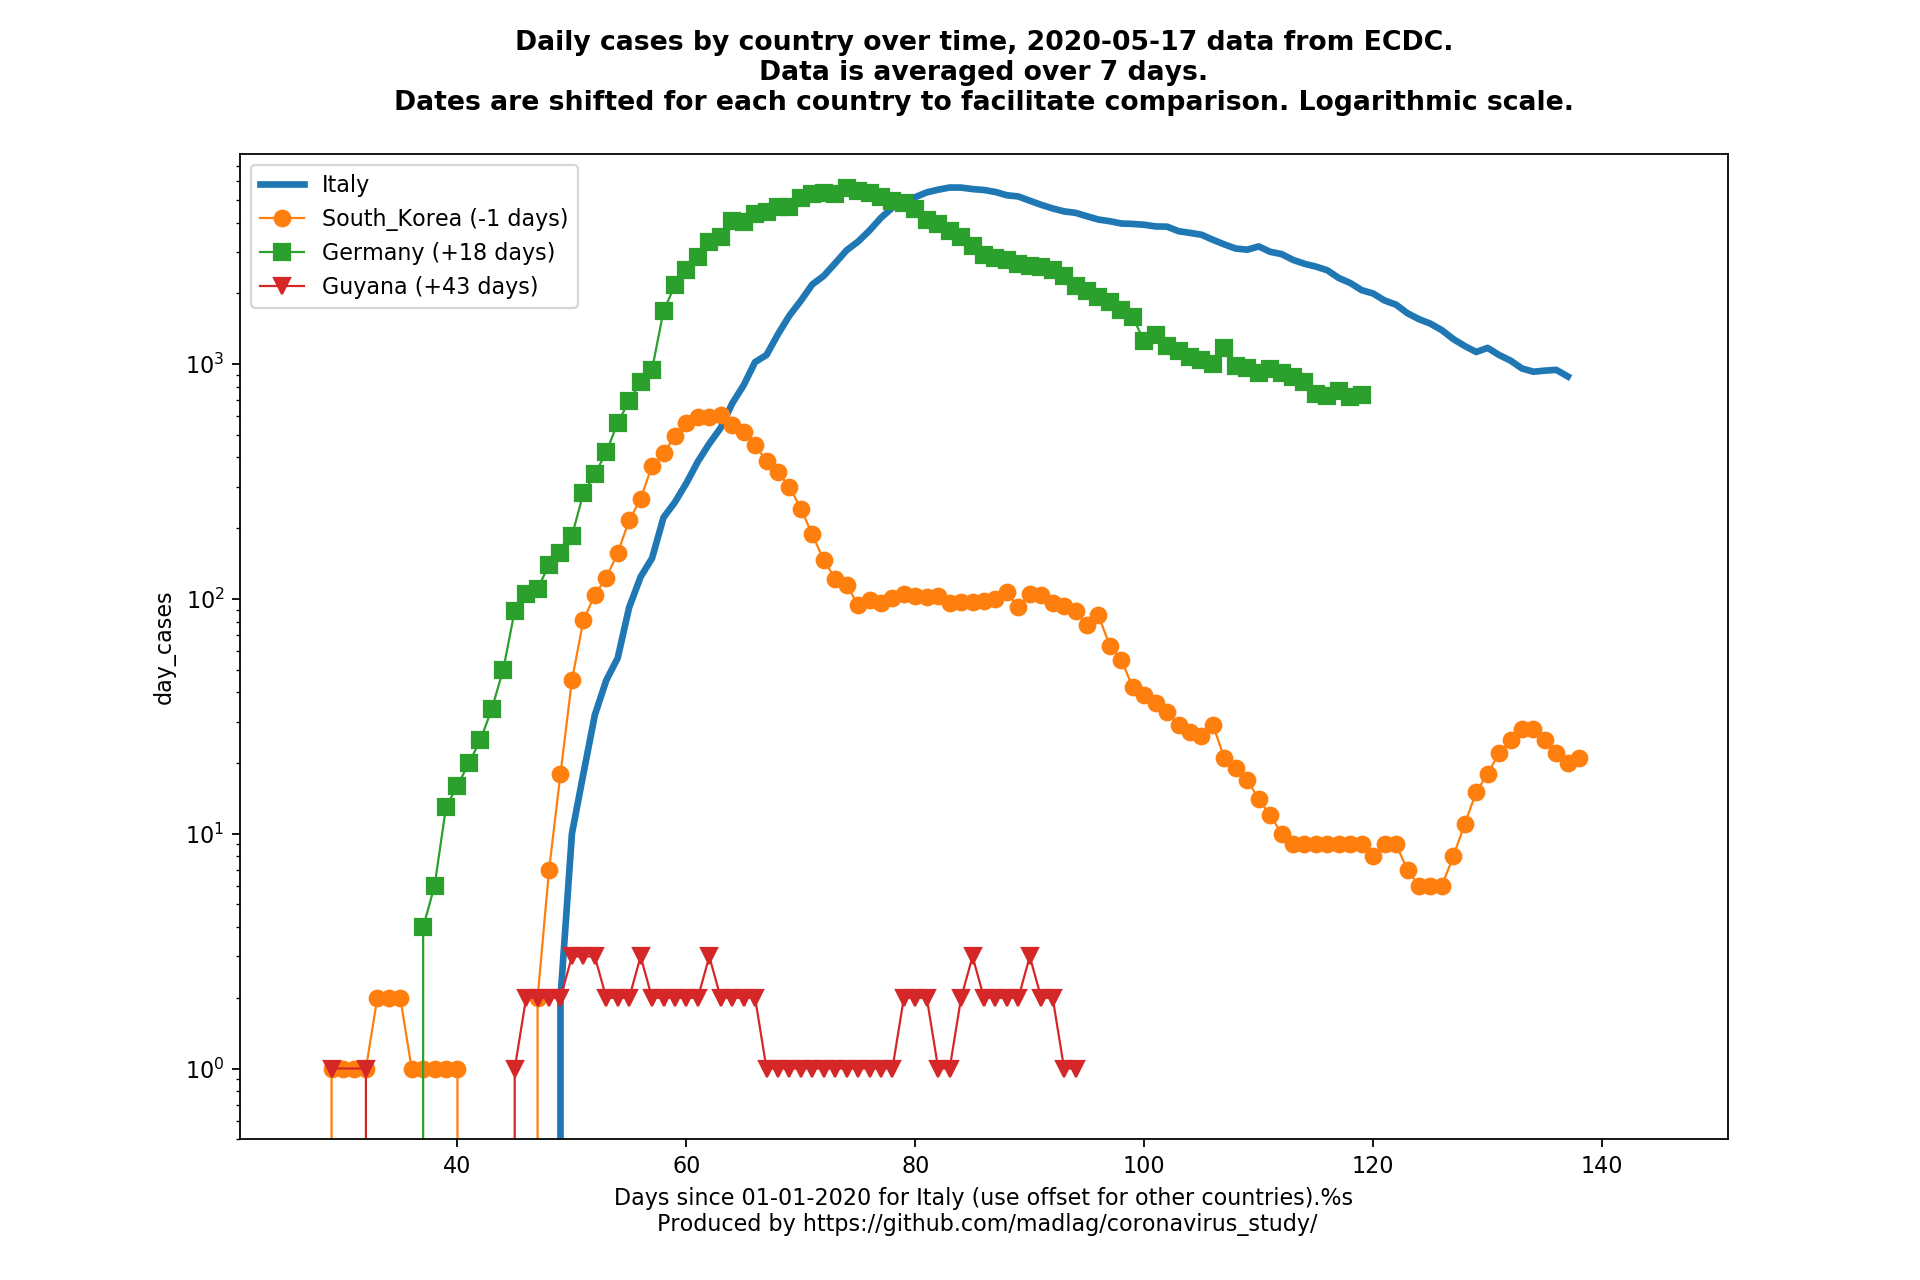 Daily cases by country over time, 2020-05-17 data from ECDC.
Data is averaged over 7 days.
Dates are shifted for each country to facilitate comparison. Logarithmic scale.
Italy
South_Korea (-1 days)
Germany (+18 days)
Guyana (+43 days)
10³
10²
10¹
10⁰
day_cases
40 60 80 100 120 140
Days since 01-01-2020 for Italy (use offset for other countries).%s
Produced by https://github.com/madlag/coronavirus_study/